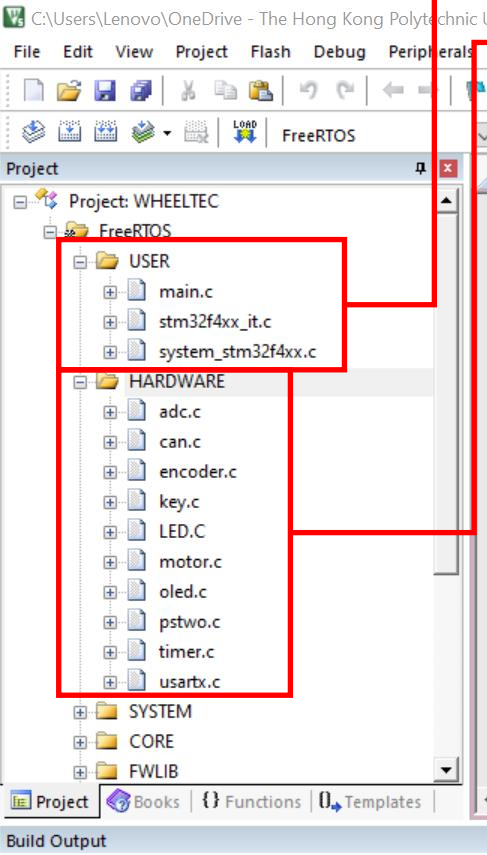 C:\Users\Lenovo\OneDrive - The Hong Kong Polytechnic
File Edit View Project Flash Debug Peripherals
LOAD
FreeRTOS
Project
Project: WHEELTEC
FreeRTOS
USER
main.c
stm32f4xx_it.c
system_stm32f4xx.c
HARDWARE
adc.c
can.c
encoder.c
key.c
LED.C
motor.c
oled.c
pstwo.c
timer.c
usartx.c
SYSTEM
CORE
FWLIB
Project Books {} Functions 0 Templates
Build Output